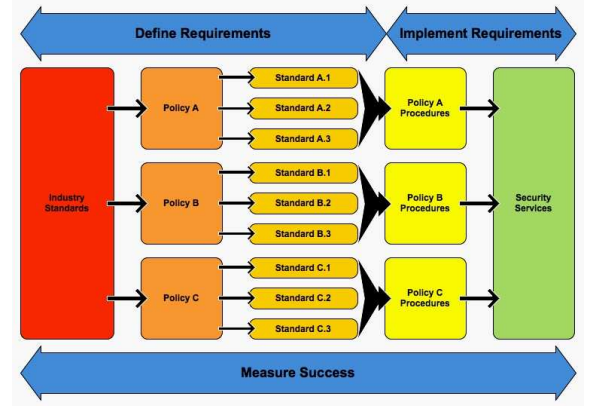 Define Requirements
Implement Requirements
Industry
Standards
Policy A
Standard A.1
Standard A.2
Standard A.3
Policy A
Procedures
Policy B
Standard B.1
Standard B.2
Standard B.3
Policy B
Procedures
Policy C
Standard C.1
Standard C.2
Standard C.3
Policy C
Procedures
Security
Services
Measure Success